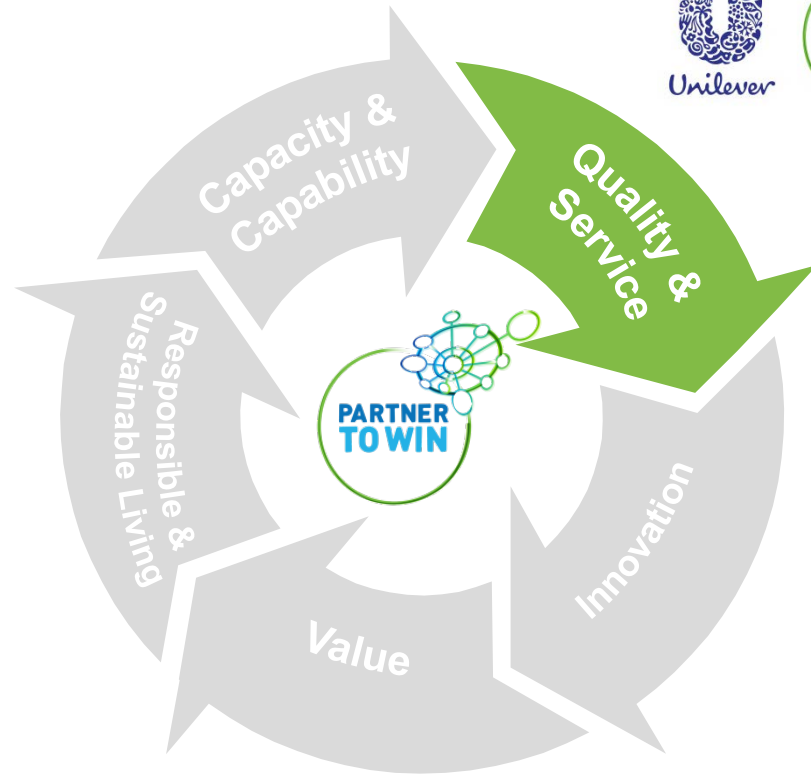 Unilever
Capacity &
Capability
Quality &
Service
Innovation
Value
Responsible &
Sustainable Living
PARTNER
TO WIN